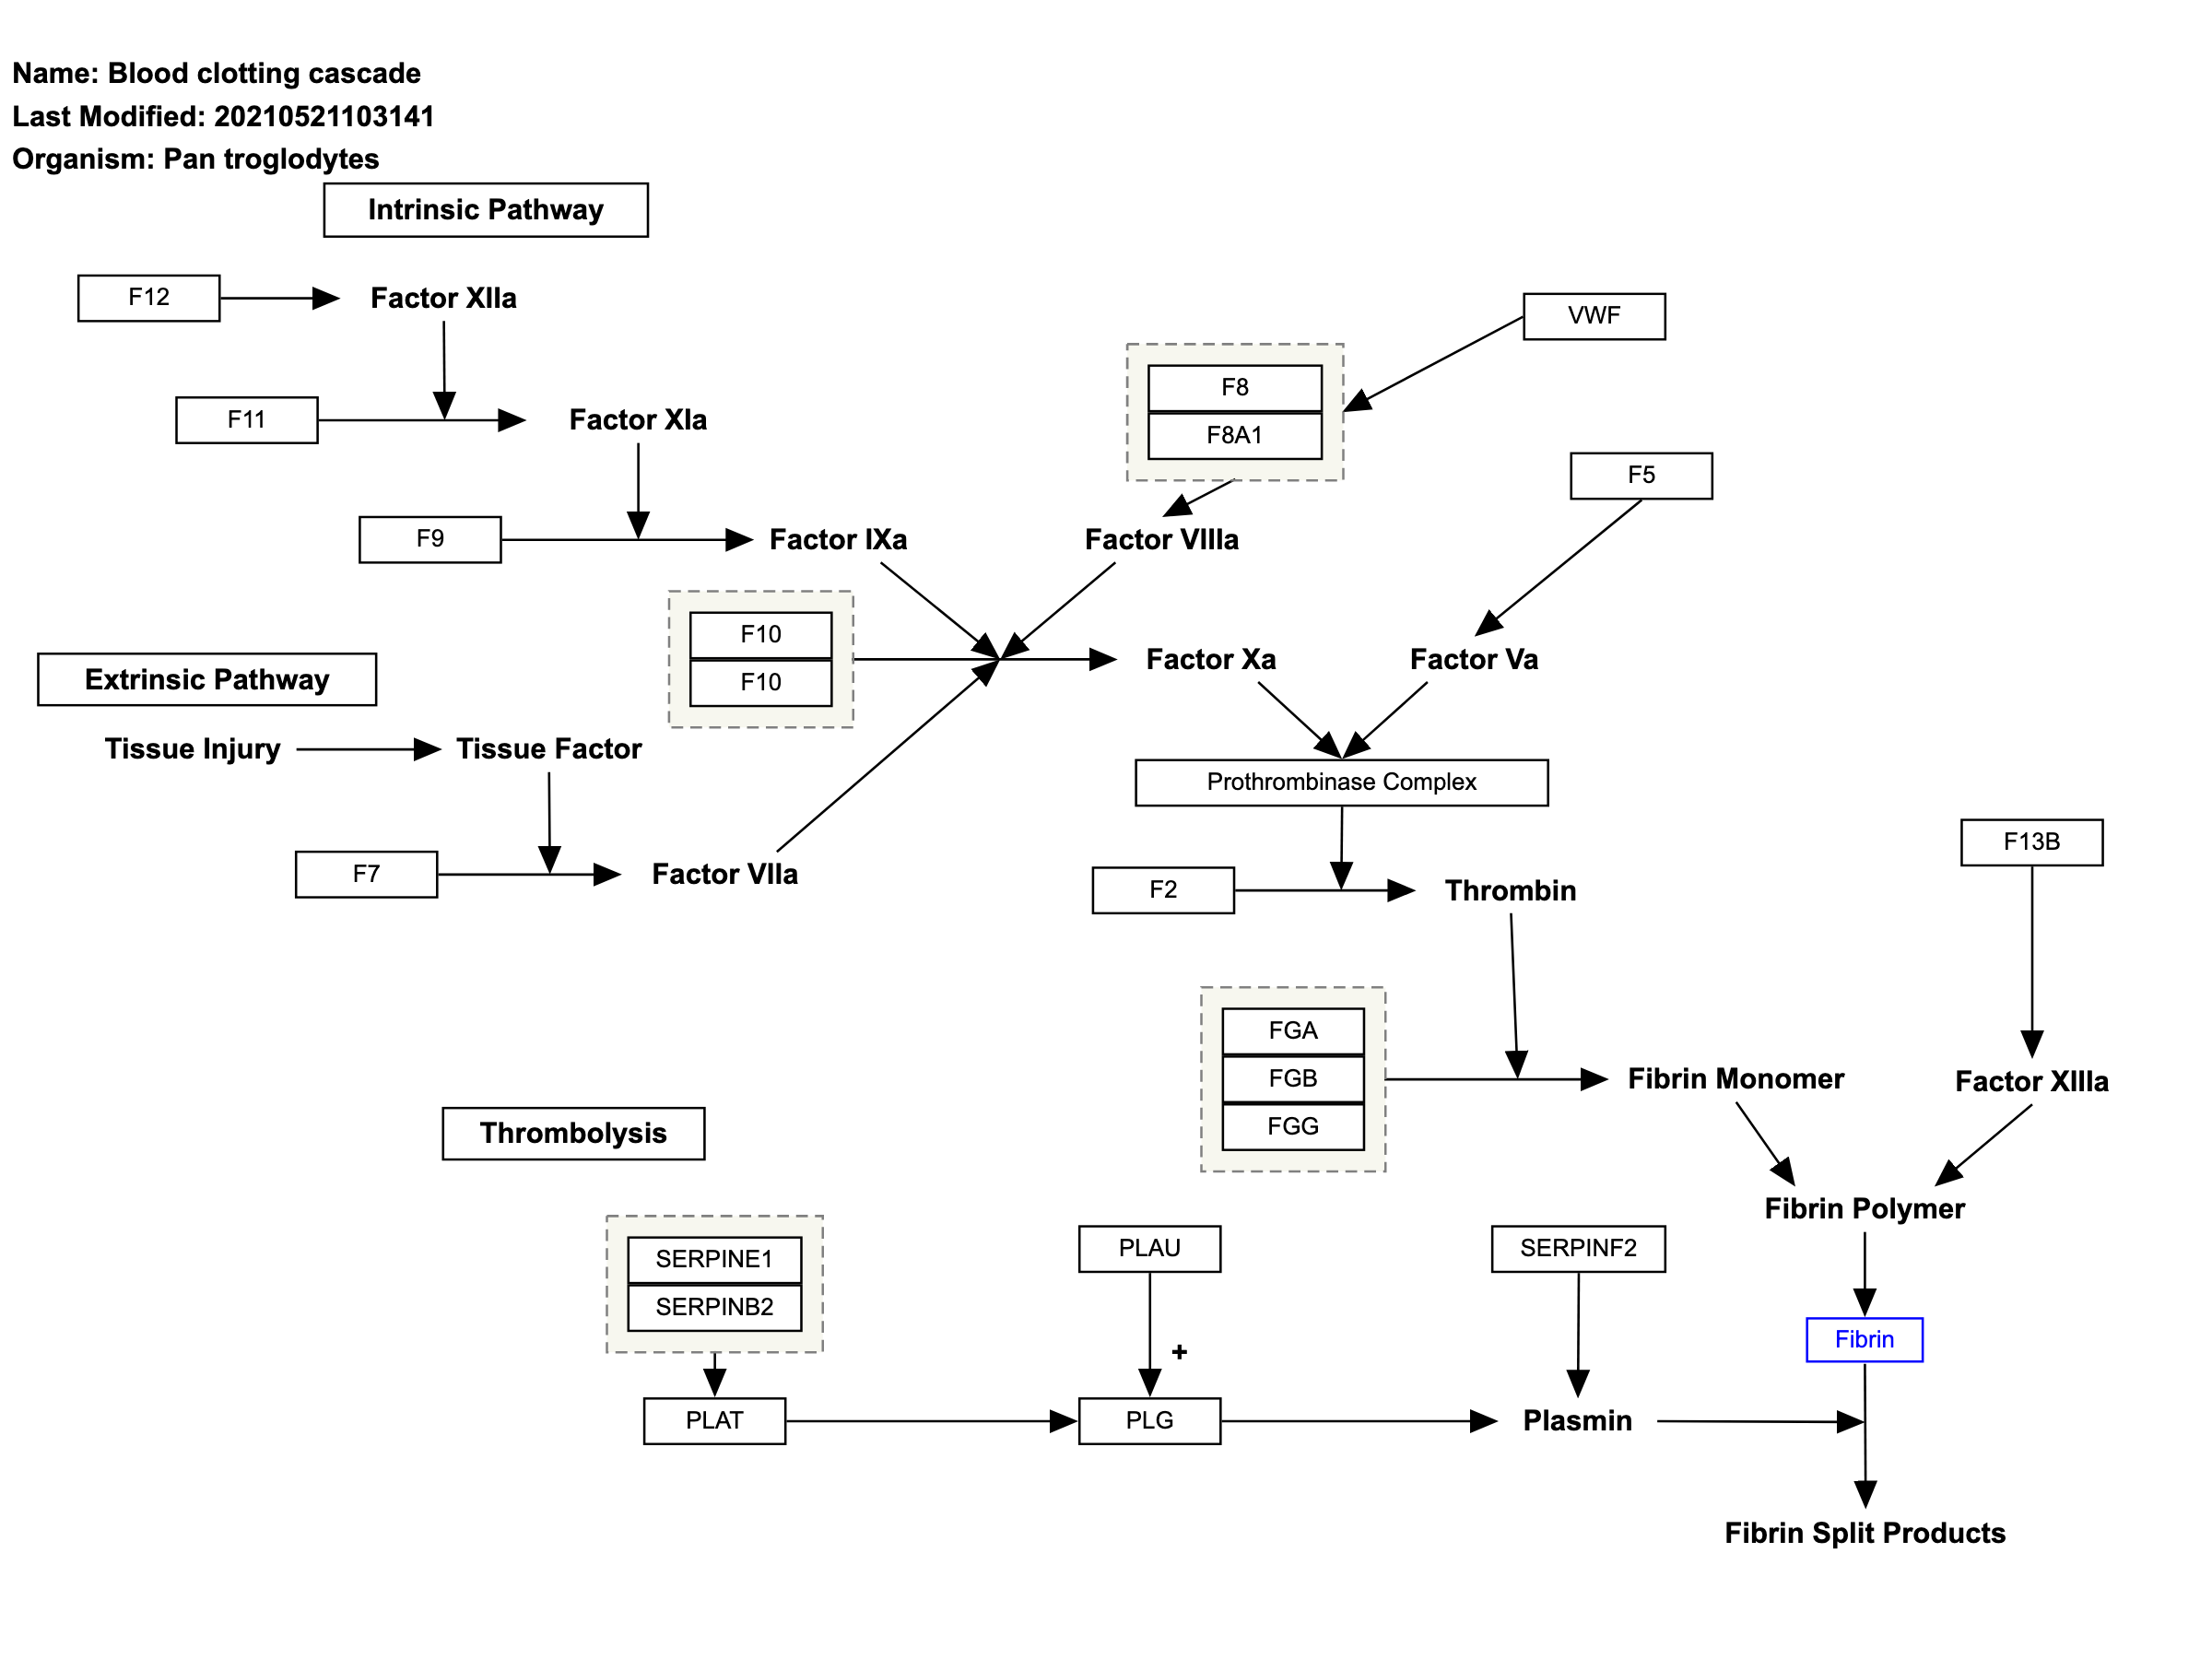 Name: Blood clotting cascade
Last Modified: 20210521103141
Organism: Pan troglodytes
Intrinsic Pathway
F12
Factor XIIa
VWF
F8
F8A1
F11
Factor XIa
F5
F9
Factor IXa
Factor VIIIa
F10
F10
Factor Xa
Factor Va
Extrinsic Pathway
Tissue Injury
Tissue Factor
Prothrombinase Complex
F7
Factor VIIa
F2
Thrombin
F13B
FGA
FGB
FGG
Fibrin Monomer
Factor XIIIa
Thrombolysis
Fibrin Polymer
SERPINE1
SERPINB2
PLAU
SERPINF2
+
Fibrin
PLAT
PLG
Plasmin
Fibrin Split Products